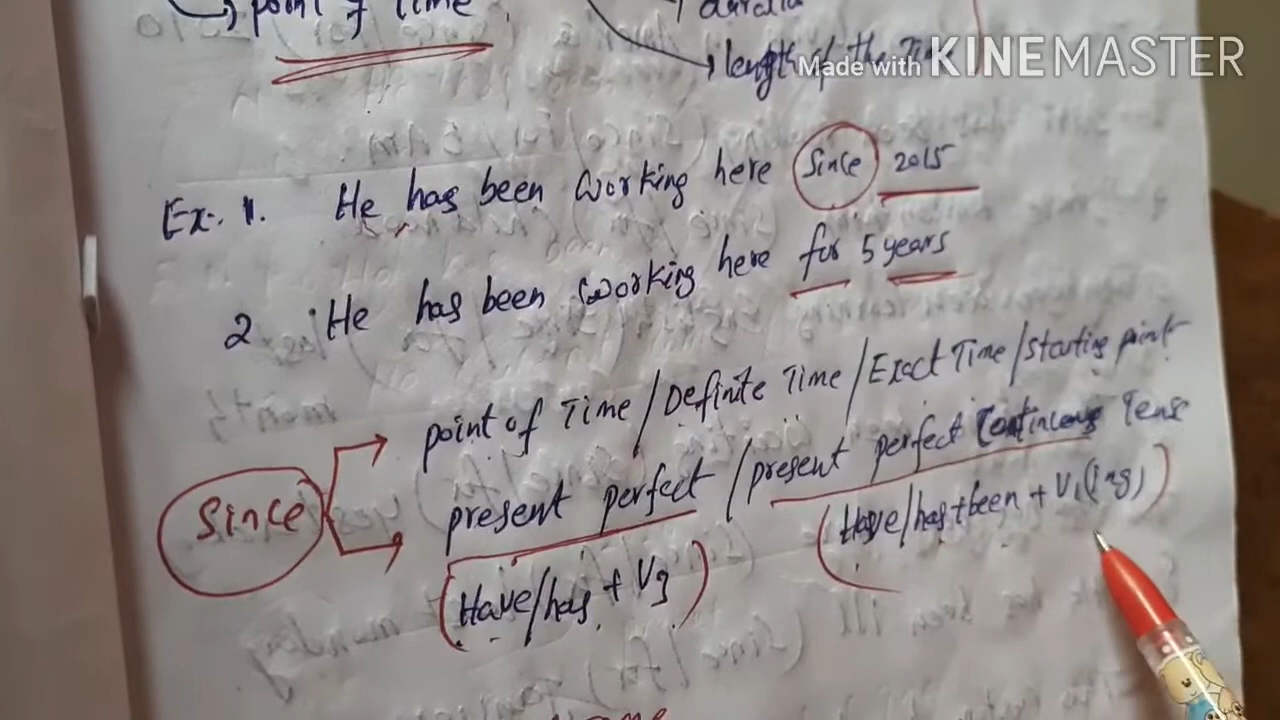 point of Time
length of the Time
Made with KINEMASTER
Ex. 1. He has been working here Since 2015
2 He has been working here for 5 years
Since
point of Time / Definite Time / Exact Time / Starting point
present perfect / present perfect Continuous Tense
(Have/has + V3)
(Have/has+been + V1(ing)